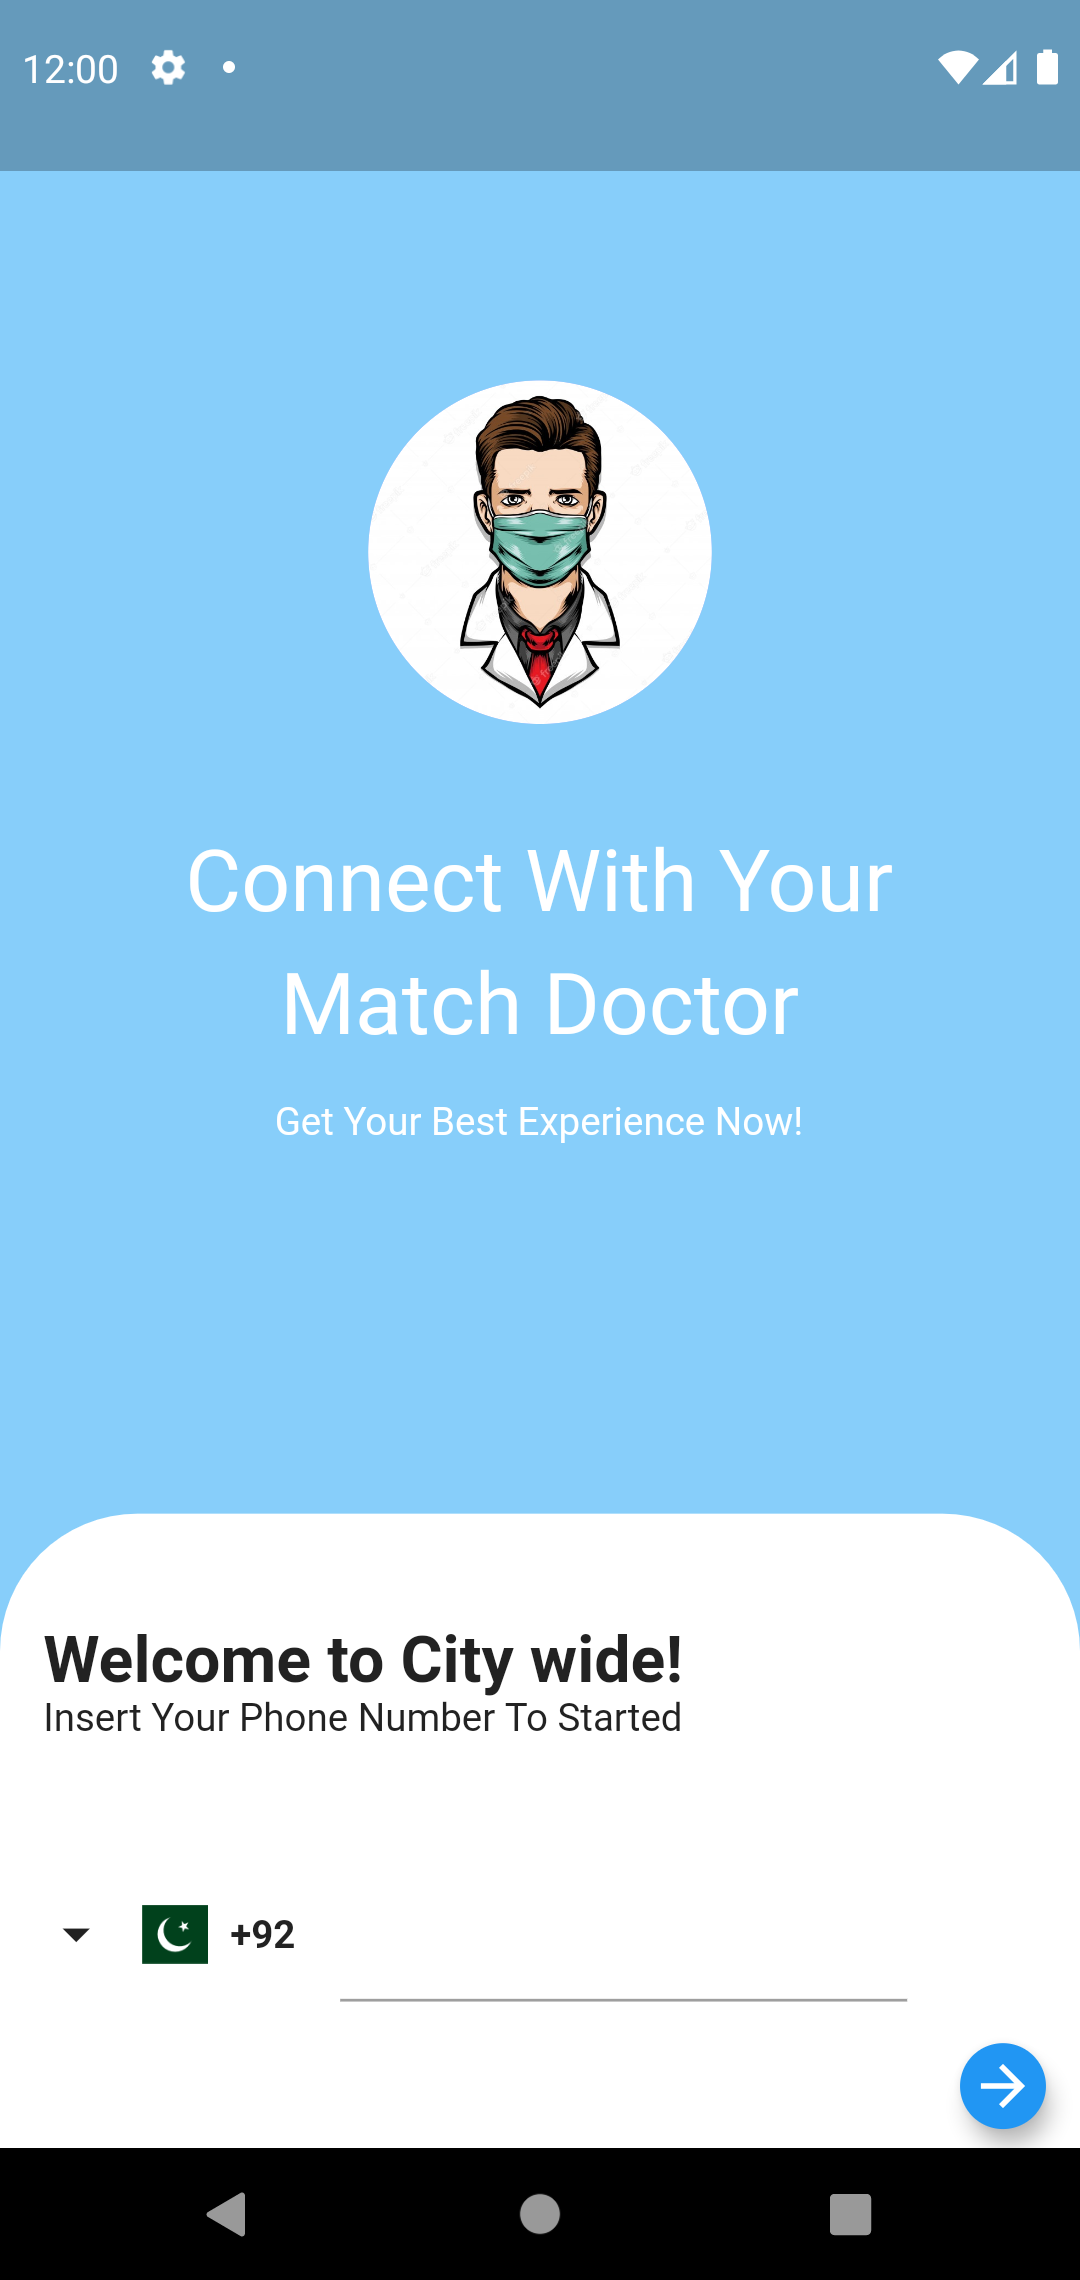 12:00
Connect With Your
Match Doctor
Get Your Best Experience Now!
Welcome to City wide!
Insert Your Phone Number To Started
+92